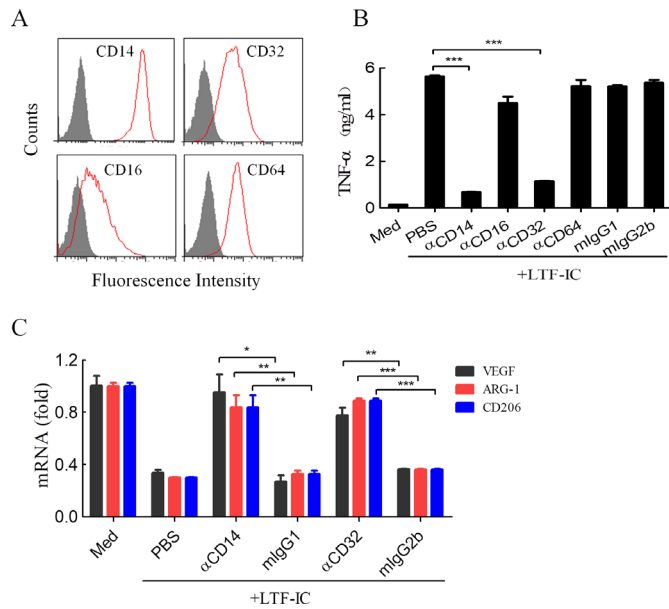 A
CD14
CD32
CD16
CD64
Counts
Fluorescence Intensity
B
***
***
TNF-α (ng/ml)
6
4
2
0
Med
PBS
αCD14
αCD16
αCD32
αCD64
mIgG1
mIgG2b
+LTF-IC
C
*
**
**
**
***
***
VEGF
ARG-1
CD206
mRNA (fold)
1.2
0.8
0.4
0.0
Med
PBS
αCD14
mIgG1
αCD32
mIgG2b
+LTF-IC